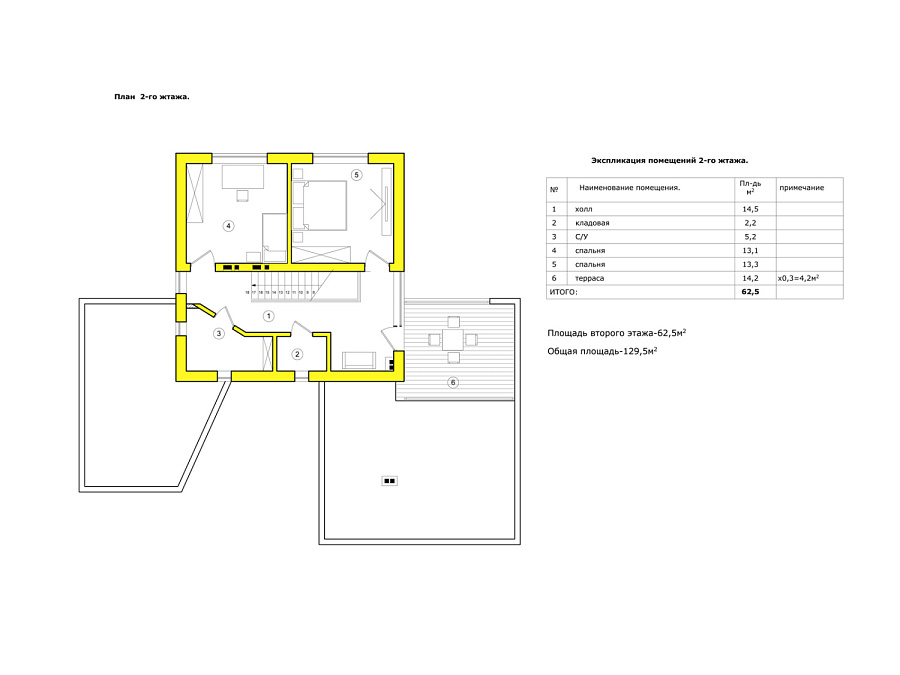 План 2-го жтажа.
Экспликация помещений 2-го жтажа.
№ Наименование помещения. Пл-дь м² примечание
1 холл 14,5
2 кладовая 2,2
3 С/У 5,2
4 спальня 13,1
5 спальня 13,3
6 терраса 14,2 х0,3=4,2м²
ИТОГО: 62,5
Площадь второго этажа-62,5м²
Общая площадь-129,5м²
5
4
18 17 16 15 14 13 12 11 10 9 8
1
3
2
6